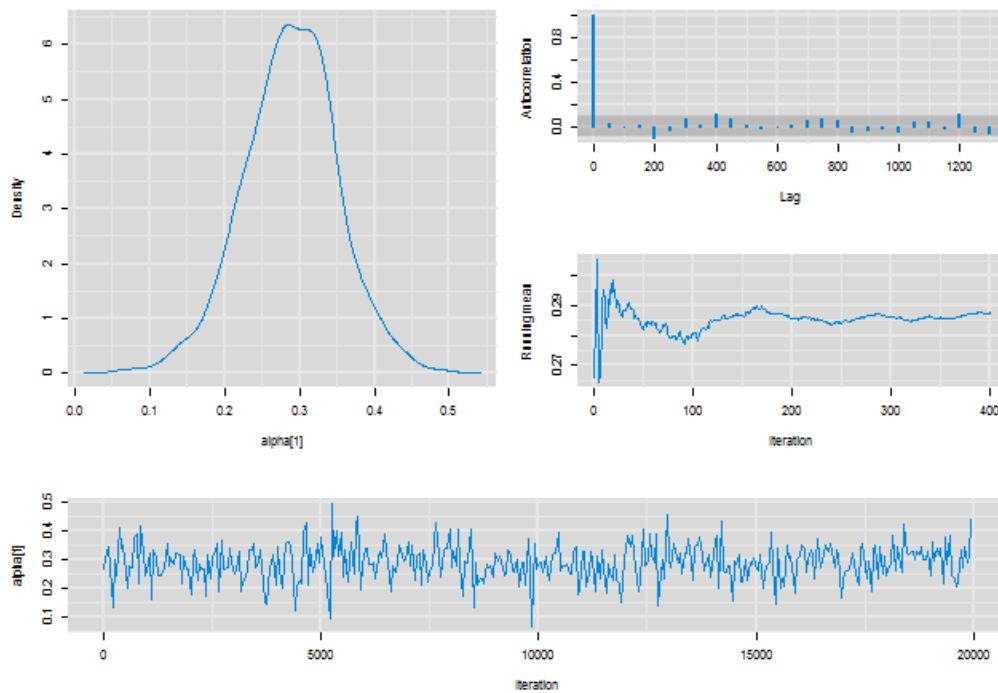 Density
0 1 2 3 4 5 6
0.0 0.1 0.2 0.3 0.4 0.5
alpha[1]
Autocorrelation
0.0 0.4 0.8
0 200 400 600 800 1000 1200
Lag
Running mean
0.27 0.29
0 100 200 300 400
Iteration
alpha[1]
0.1 0.2 0.3 0.4 0.5
0 5000 10000 15000 20000
Iteration